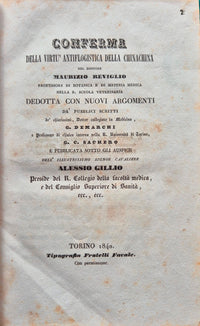 CONFERMA
DELLA VIRTU' ANTIFLOGISTICA DELLA CHINACHINA
DEL DOTTORE
MAURIZIO REVIGLIO
PROFESSORE DI BOTANICA E DI MATERIA MEDICA
NELLA R. SCUOLA VETERINARIA
DEDOTTA CON NUOVI ARGOMENTI
DA' PUBBLICI SCRITTI
de' chiarissimi, Dottor collegiato in Medicina,
G. DEMARCHI
e Professore di clinica interna nella R. Università di Torino,
G. C. SACHERO
E PUBBLICATA SOTTO GLI AUSPICII
DELL' ILLUSTRISSIMO SIGNOR CAVALIERE
ALESSIO GILLIO
Preside del R. Collegio della facoltà medica,
e del Consiglio Superiore di Sanità,
ecc., ecc.
TORINO 1840.
Tipografia Fratelli Favale.
Con permissione.